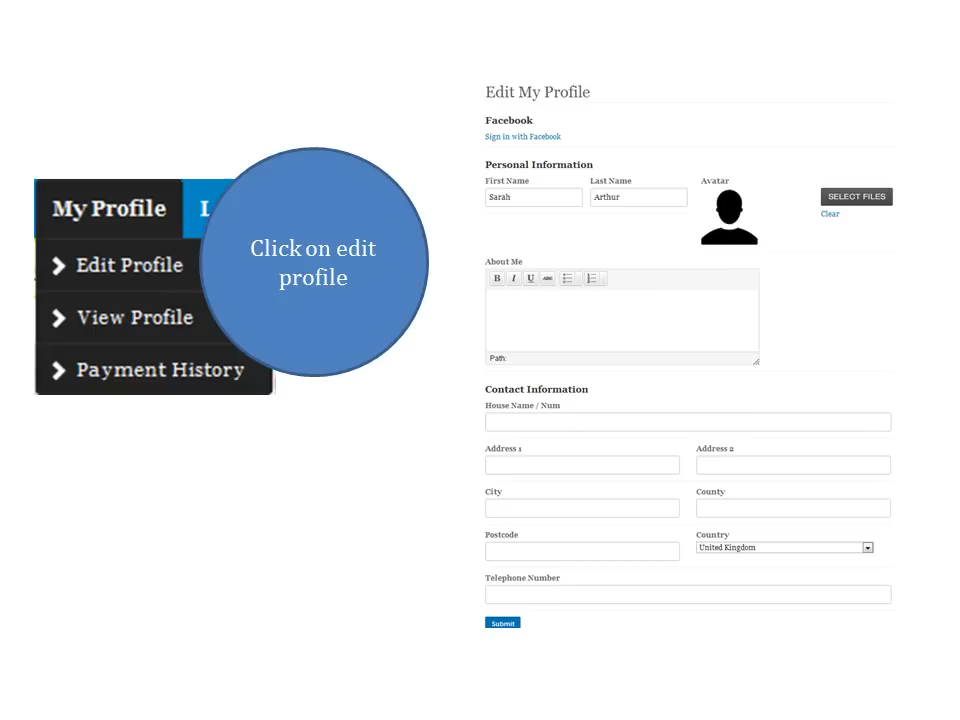 My Profile
L
Edit Profile
View Profile
Payment History
Click on edit
profile
Edit My Profile
Facebook
Sign in with Facebook
Personal Information
First Name Last Name Avatar
Sarah Arthur SELECT FILES
Clear
About Me
B I U ABC
Path:
Contact Information
House Name / Num
Address 1 Address 2
City County
Postcode Country
United Kingdom
Telephone Number
Submit